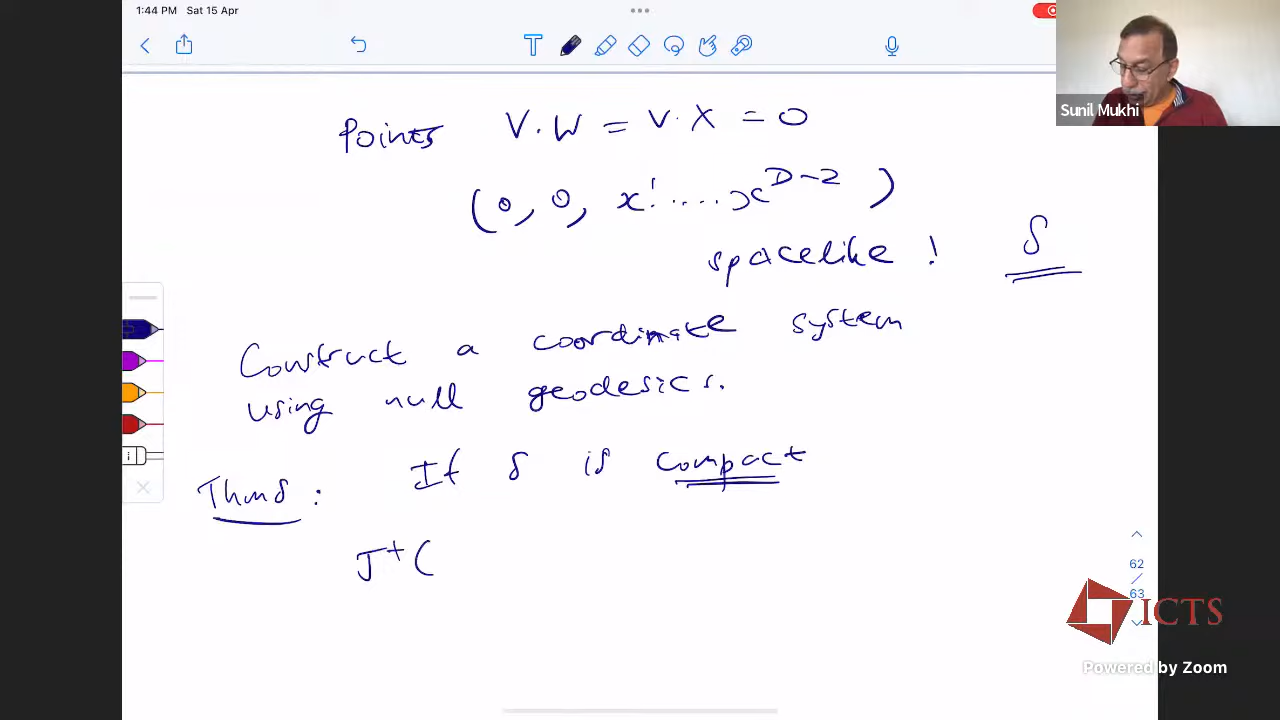 1:44 PM Sat 15 Apr
Sunil Mukhi
Points V.W = V.X = 0
(0, 0, x¹.....x^{D-2})
spacelike! S
Construct a coordinate system
using null geodesics.
Thms: If S is compact
J⁺(
62
/
63
ICTS
Powered by Zoom